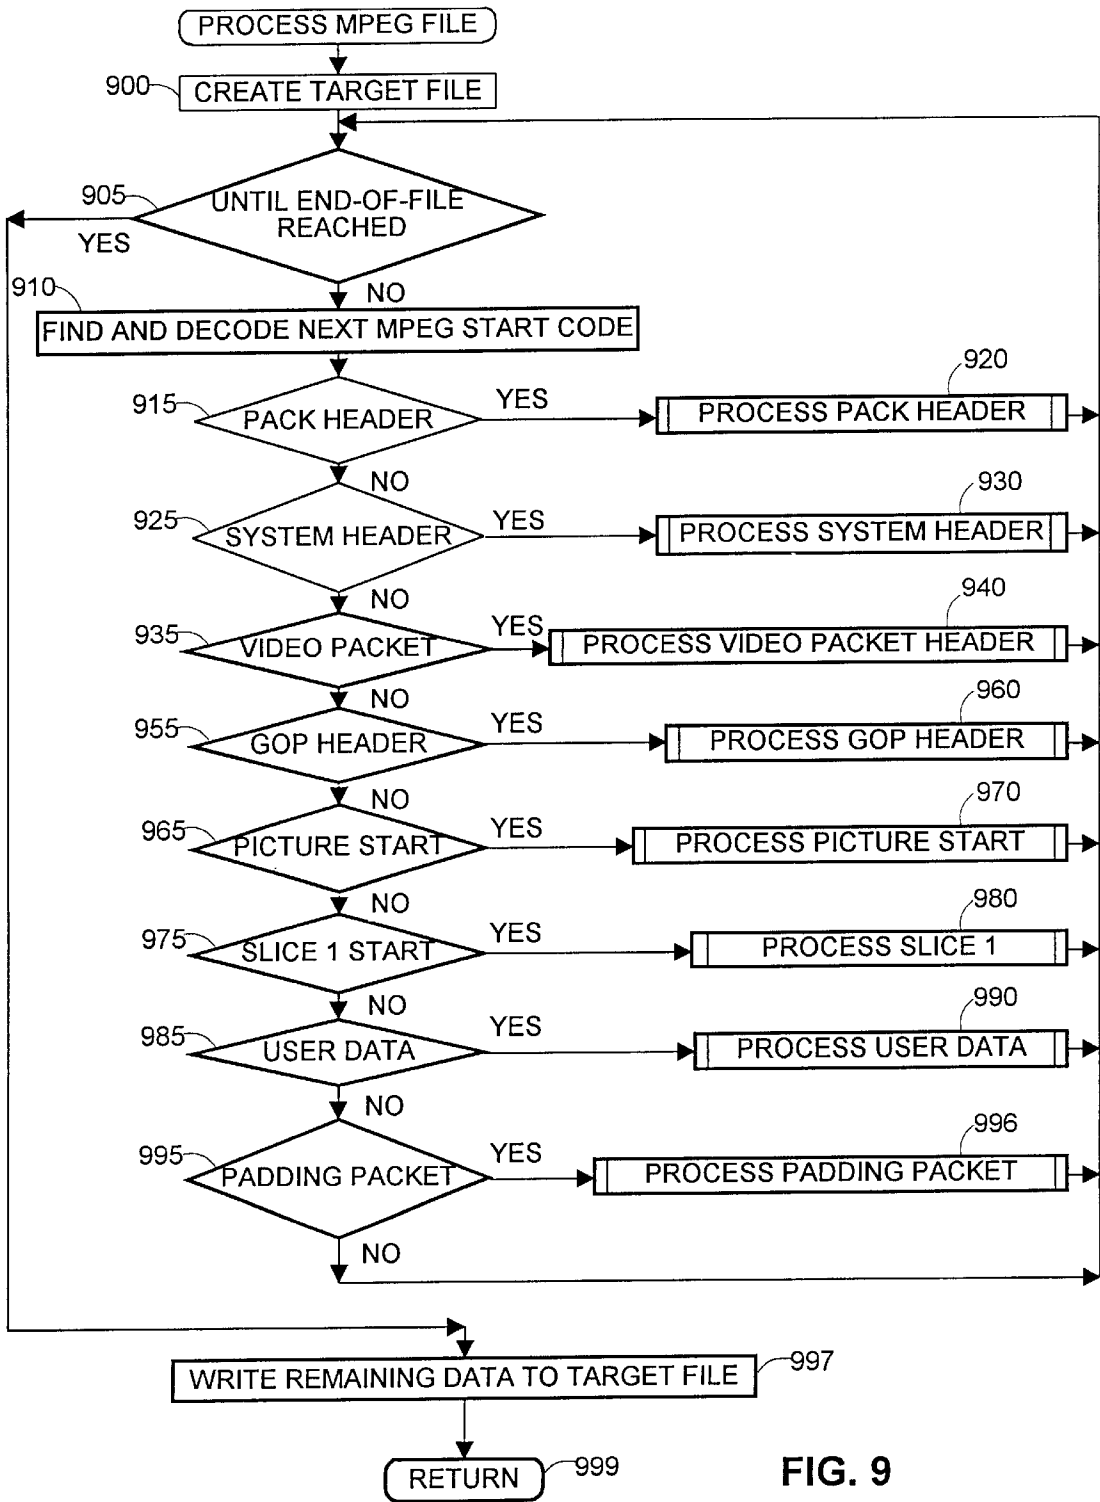 PROCESS MPEG FILE
900
CREATE TARGET FILE
905
UNTIL END-OF-FILE
REACHED
YES
NO
910
FIND AND DECODE NEXT MPEG START CODE
915
PACK HEADER
YES
920
PROCESS PACK HEADER
NO
925
SYSTEM HEADER
YES
930
PROCESS SYSTEM HEADER
NO
935
VIDEO PACKET
YES
940
PROCESS VIDEO PACKET HEADER
NO
955
GOP HEADER
YES
960
PROCESS GOP HEADER
NO
965
PICTURE START
YES
970
PROCESS PICTURE START
NO
975
SLICE 1 START
YES
980
PROCESS SLICE 1
NO
985
USER DATA
YES
990
PROCESS USER DATA
NO
995
PADDING PACKET
YES
996
PROCESS PADDING PACKET
NO
WRITE REMAINING DATA TO TARGET FILE
997
RETURN
999
FIG. 9